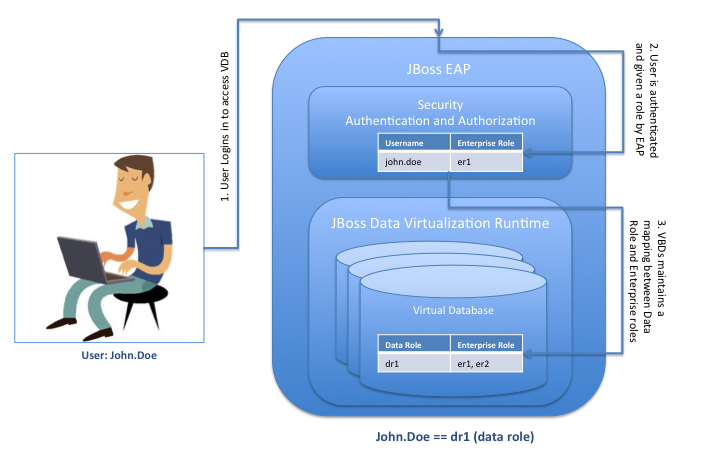 1. User Logins in to access VDB
User: John.Doe
JBoss EAP
Security
Authentication and Authorization
Username Enterprise Role
john.doe er1
2. User is authenticated
and given a role by EAP
JBoss Data Virtualization Runtime
Virtual Database
Data Role Enterprise Role
dr1 er1, er2
3. VBDs maintains a
mapping between Data
Role and Enterprise roles
John.Doe == dr1 (data role)